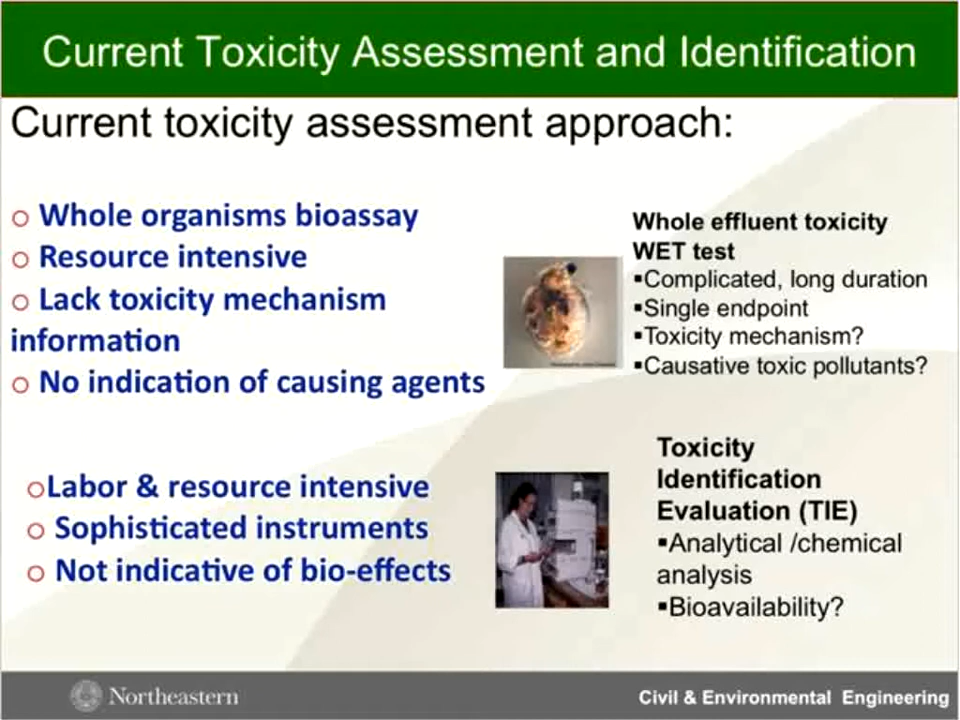 Current Toxicity Assessment and Identification
Current toxicity assessment approach:
o Whole organisms bioassay
o Resource intensive
o Lack toxicity mechanism
information
o No indication of causing agents
Whole effluent toxicity
WET test
▪Complicated, long duration
▪Single endpoint
▪Toxicity mechanism?
▪Causative toxic pollutants?
oLabor & resource intensive
o Sophisticated instruments
o Not indicative of bio-effects
Toxicity
Identification
Evaluation (TIE)
▪Analytical /chemical
analysis
▪Bioavailability?
Northeastern
Civil & Environmental Engineering